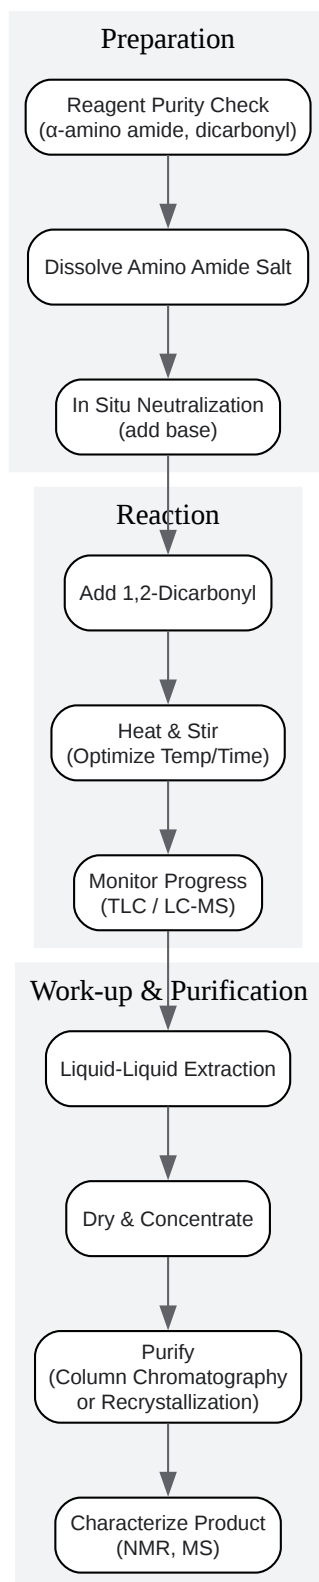 Preparation
Reagent Purity Check
(α-amino amide, dicarbonyl)
Dissolve Amino Amide Salt
In Situ Neutralization
(add base)
Reaction
Add 1,2-Dicarbonyl
Heat & Stir
(Optimize Temp/Time)
Monitor Progress
(TLC / LC-MS)
Work-up & Purification
Liquid-Liquid Extraction
Dry & Concentrate
Purify
(Column Chromatography
or Recrystallization)
Characterize Product
(NMR, MS)